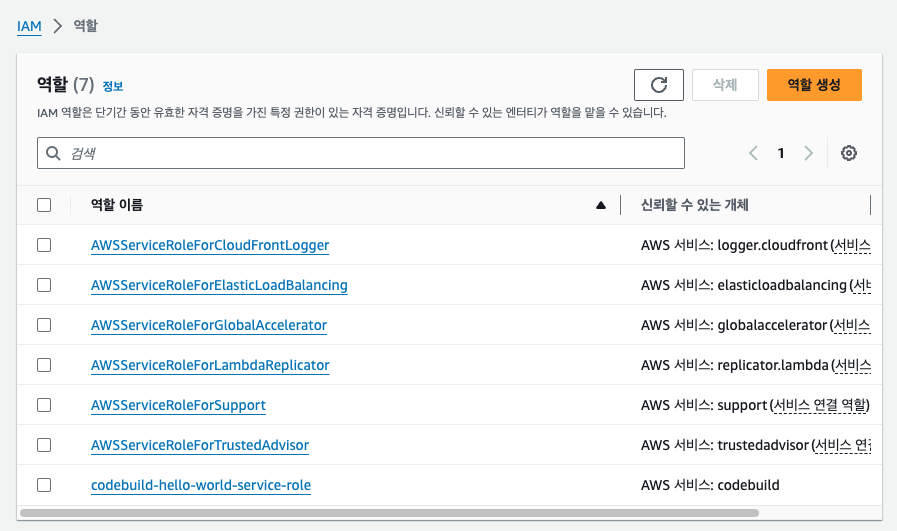 IAM > 역할
역할 (7) 정보
삭제
역할 생성
IAM 역할은 단기간 동안 유효한 자격 증명을 가진 특정 권한이 있는 자격 증명입니다. 신뢰할 수 있는 엔터티가 역할을 맡을 수 있습니다.
검색
1
역할 이름 ▲ 신뢰할 수 있는 개체
AWSServiceRoleForCloudFrontLogger AWS 서비스: logger.cloudfront (서비스
AWSServiceRoleForElasticLoadBalancing AWS 서비스: elasticloadbalancing (서비
AWSServiceRoleForGlobalAccelerator AWS 서비스: globalaccelerator (서비스
AWSServiceRoleForLambdaReplicator AWS 서비스: replicator.lambda (서비스
AWSServiceRoleForSupport AWS 서비스: support (서비스 연결 역할)
AWSServiceRoleForTrustedAdvisor AWS 서비스: trustedadvisor (서비스 연결
codebuild-hello-world-service-role AWS 서비스: codebuild